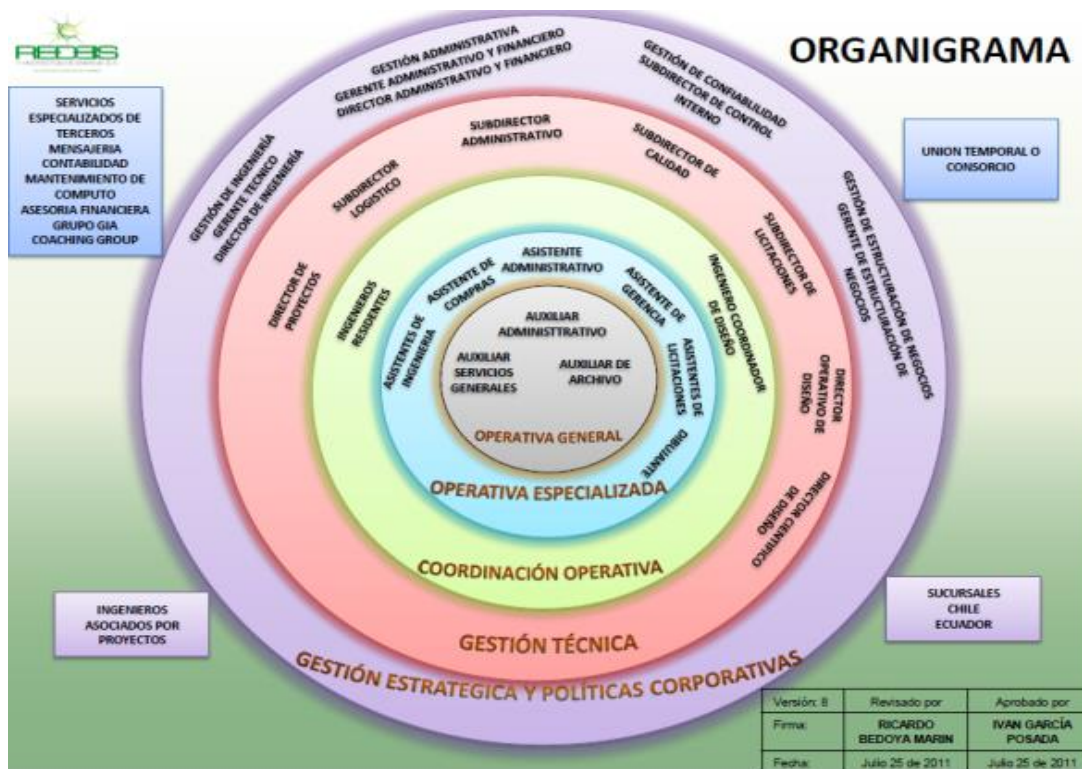 REDES
ORGANIGRAMA
SERVICIOS
ESPECIALIZADOS DE
TERCEROS
MENSAJERIA
CONTABILIDAD
MANTENIMIENTO DE
COMPUTO
ASESORIA FINANCIERA
GRUPO GIA
COACHING GROUP
UNION TEMPORAL O
CONSORCIO
GESTIÓN DE INGENIERÍA
GERENTE TECNICO
DIRECTOR DE INGENIERÍA
GESTIÓN ADMINISTRATIVA
GERENTE ADMINISTRATIVO Y FINANCIERO
DIRECTOR ADMINISTRATIVO Y FINANCIERO
GESTIÓN DE CONFIABILIDAD
SUBDIRECTOR DE CONTROL
INTERNO
GESTIÓN DE ESTRUCTURACIÓN DE NEGOCIOS
GERENTE DE ESTRUCTURACIÓN DE
NEGOCIOS
DIRECTOR DE
PROYECTOS
SUBDIRECTOR
LOGISTICO
SUBDIRECTOR
ADMINISTRATIVO
SUBDIRECTOR DE
CALIDAD
SUBDIRECTOR DE
LICITACIONES
DIRECTOR
OPERATIVO DE
DISEÑO
DIRECTOR CIENTIFICO
DE DISEÑO
INGENIEROS
RESIDENTES
INGENIERO COORDINADOR
DE DISEÑO
ASISTENTES DE
INGENIERIA
ASISTENTE DE
COMPRAS
ASISTENTE
ADMINISTRATIVO
ASISTENTE DE
GERENCIA
ASISTENTES DE
LICITACIONES
DIBUJANTE
AUXILIAR
ADMINISTTRATIVO
AUXILIAR
SERVICIOS
GENERALES
AUXILIAR DE
ARCHIVO
OPERATIVA GENERAL
OPERATIVA ESPECIALIZADA
COORDINACIÓN OPERATIVA
GESTIÓN TÉCNICA
GESTIÓN ESTRATEGICA Y POLÍTICAS CORPORATIVAS
INGENIEROS
ASOCIADOS POR
PROYECTOS
SUCURSALES
CHILE
ECUADOR
Versión: 8 Revisado por Aprobado por
Firma: RICARDO BEDOYA MARIN IVAN GARCÍA POSADA
Fecha: Julio 25 de 2011 Julio 25 de 2011